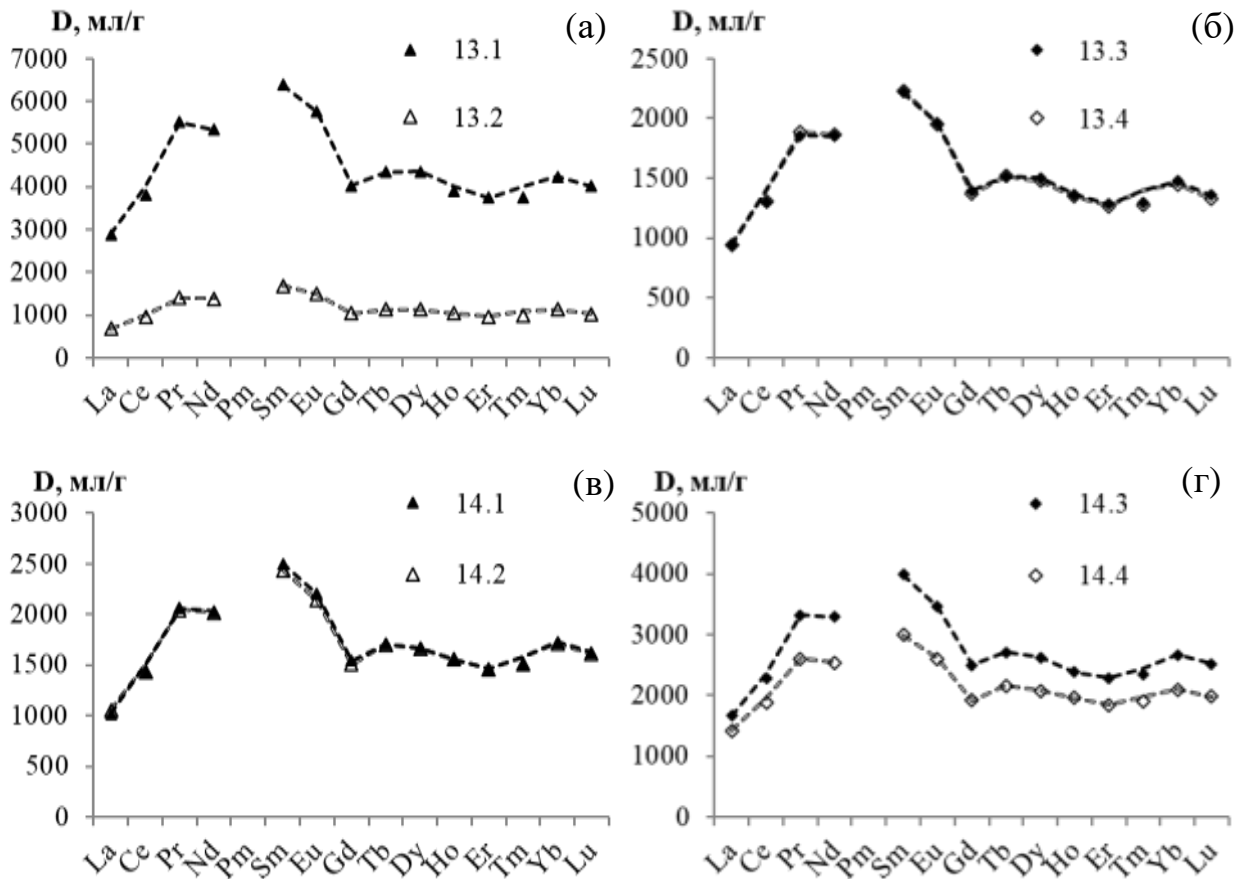 D, мл/г
(а)
13.1
13.2
7000
6000
5000
4000
3000
2000
1000
0
La Ce Pr Nd Pm Sm Eu Gd Tb Dy Ho Er Tm Yb Lu
D, мл/г
(б)
13.3
13.4
2500
2000
1500
1000
500
0
La Ce Pr Nd Pm Sm Eu Gd Tb Dy Ho Er Tm Yb Lu
D, мл/г
(в)
14.1
14.2
3000
2500
2000
1500
1000
500
0
La Ce Pr Nd Pm Sm Eu Gd Tb Dy Ho Er Tm Yb Lu
D, мл/г
(г)
14.3
14.4
5000
4000
3000
2000
1000
0
La Ce Pr Nd Pm Sm Eu Gd Tb Dy Ho Er Tm Yb Lu